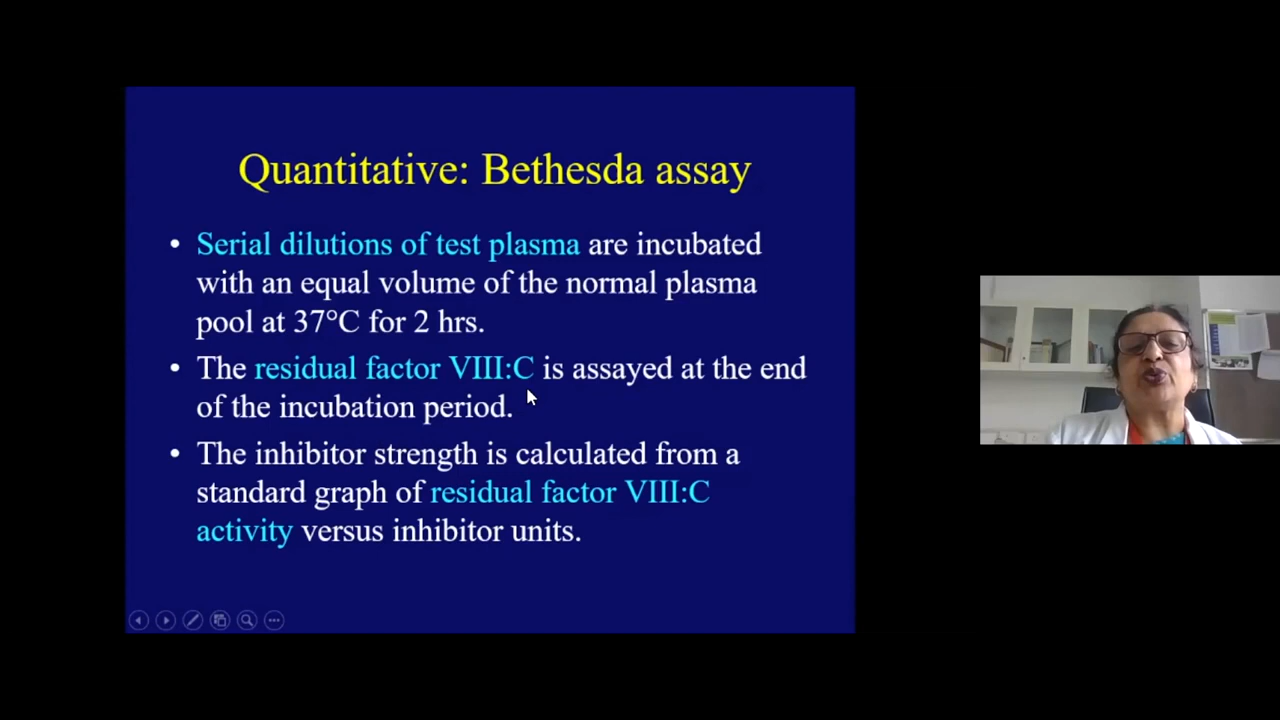 Quantitative: Bethesda assay
• Serial dilutions of test plasma are incubated
with an equal volume of the normal plasma
pool at 37°C for 2 hrs.
• The residual factor VIII:C is assayed at the end
of the incubation period.
• The inhibitor strength is calculated from a
standard graph of residual factor VIII:C
activity versus inhibitor units.